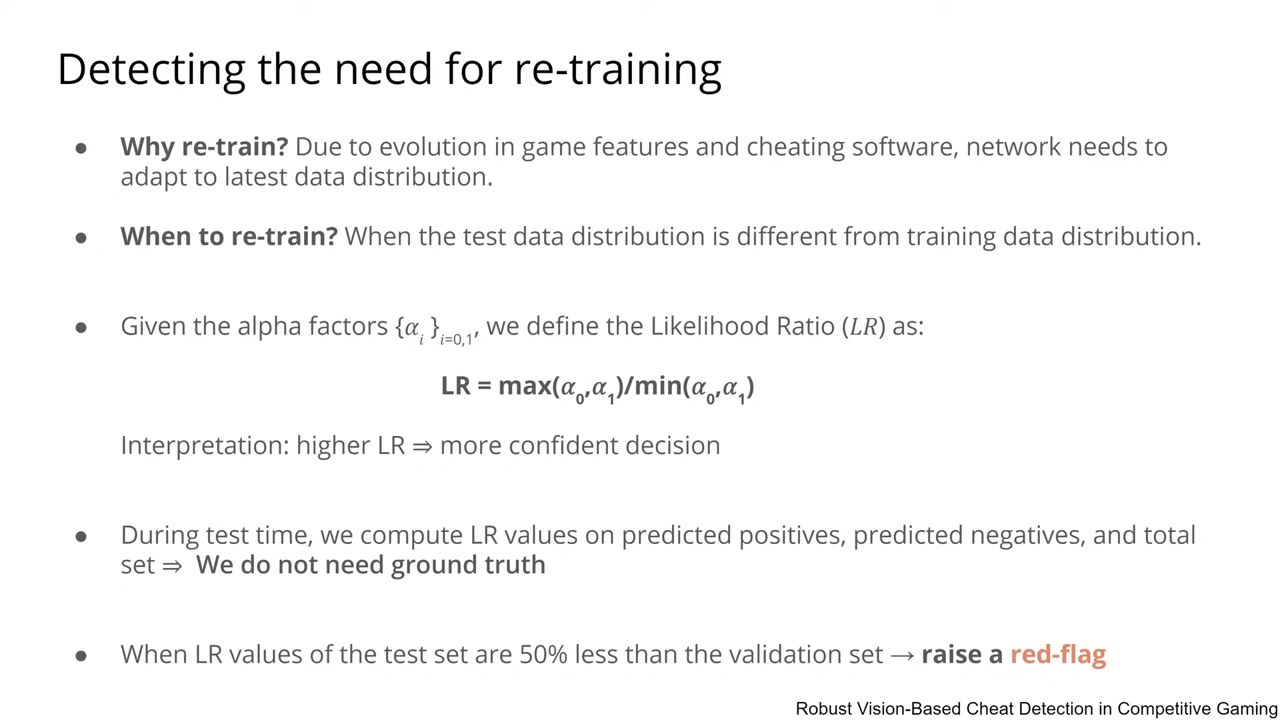 Detecting the need for re-training
● Why re-train? Due to evolution in game features and cheating software, network needs to
adapt to latest data distribution.
● When to re-train? When the test data distribution is different from training data distribution.
● Given the alpha factors {αᵢ}ᵢ₌₀,₁, we define the Likelihood Ratio (LR) as:
LR = max(α₀,α₁)/min(α₀,α₁)
Interpretation: higher LR ⇒ more confident decision
● During test time, we compute LR values on predicted positives, predicted negatives, and total
set ⇒ We do not need ground truth
● When LR values of the test set are 50% less than the validation set → raise a red-flag
Robust Vision-Based Cheat Detection in Competitive Gaming